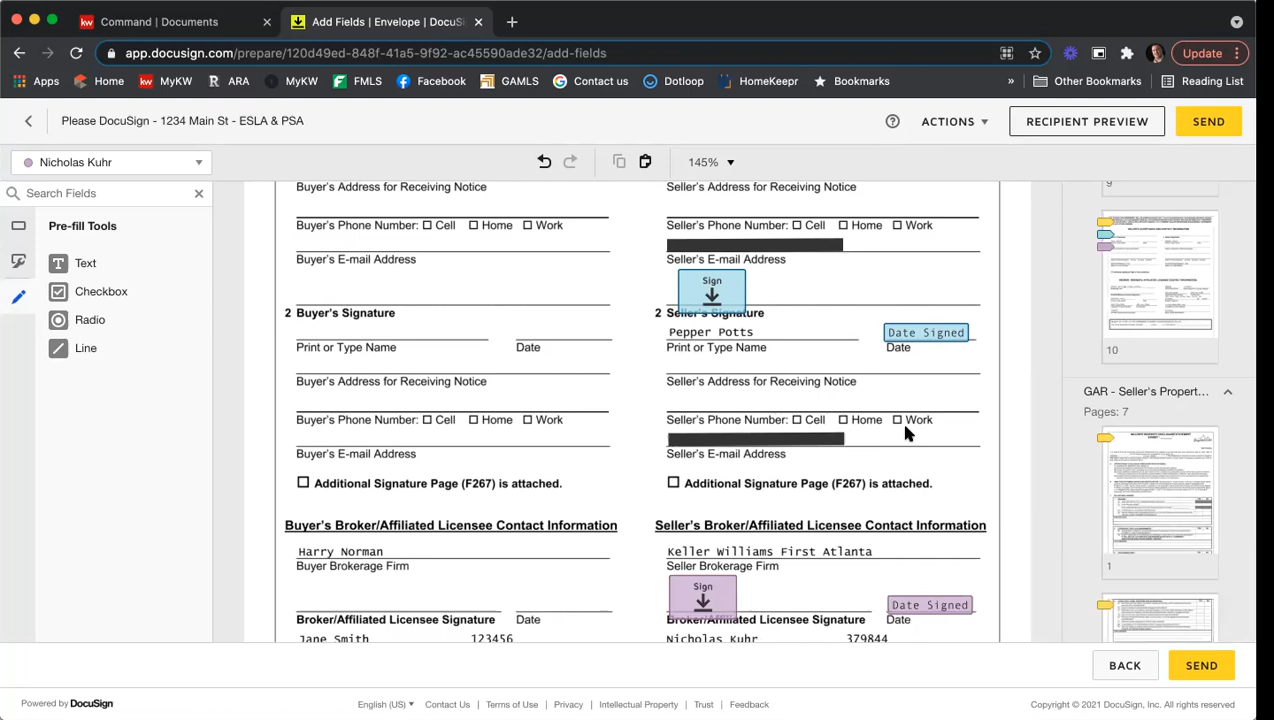 Command | Documents
Add Fields | Envelope | DocuSi
app.docusign.com/prepare/120d49ed-848f-41a5-9f92-ac45590ade32/add-fields
Update
Apps
Home
MyKW
ARA
MyKW
FMLS
Facebook
GAMLS
Contact us
Dotloop
HomeKeepr
Bookmarks
»
Other Bookmarks
Reading List
Please DocuSign - 1234 Main St - ESLA & PSA
ACTIONS
RECIPIENT PREVIEW
SEND
Nicholas Kuhr
145%
Search Fields
Pre-fill Tools
Text
Checkbox
Radio
Line
Buyer's Address for Receiving Notice
Seller's Address for Receiving Notice
Buyer's Phone Number: Cell Home Work
Seller's Phone Number: Cell Home Work
Buyer's E-mail Address
Seller's E-mail Address
Sign
2 Buyer's Signature
2 Seller's Signature
Pepper Potts
Date Signed
Print or Type Name Date
Print or Type Name Date
Buyer's Address for Receiving Notice
Seller's Address for Receiving Notice
Buyer's Phone Number: Cell Home Work
Seller's Phone Number: Cell Home Work
Buyer's E-mail Address
Seller's E-mail Address
Additional Signature Page (F267) is attached.
Additional Signature Page (F267) is attached.
Buyer's Broker/Affiliated Licensee Contact Information
Seller's Broker/Affiliated Licensee Contact Information
Harry Norman
Keller Williams First Atlanta
Buyer Brokerage Firm
Seller Brokerage Firm
Sign
Date Signed
Broker/Affiliated Licensee Signature Date
Broker/Affiliated Licensee Signature Date
Jane Smith 123456
Nicholas Kuhr 379846
9
10
GAR - Seller's Propert...
Pages: 7
1
BACK
SEND
Powered by DocuSign
English (US)
Contact Us
Terms of Use
Privacy
Intellectual Property
Trust
Feedback
Copyright © 2021 DocuSign, Inc. All rights reserved